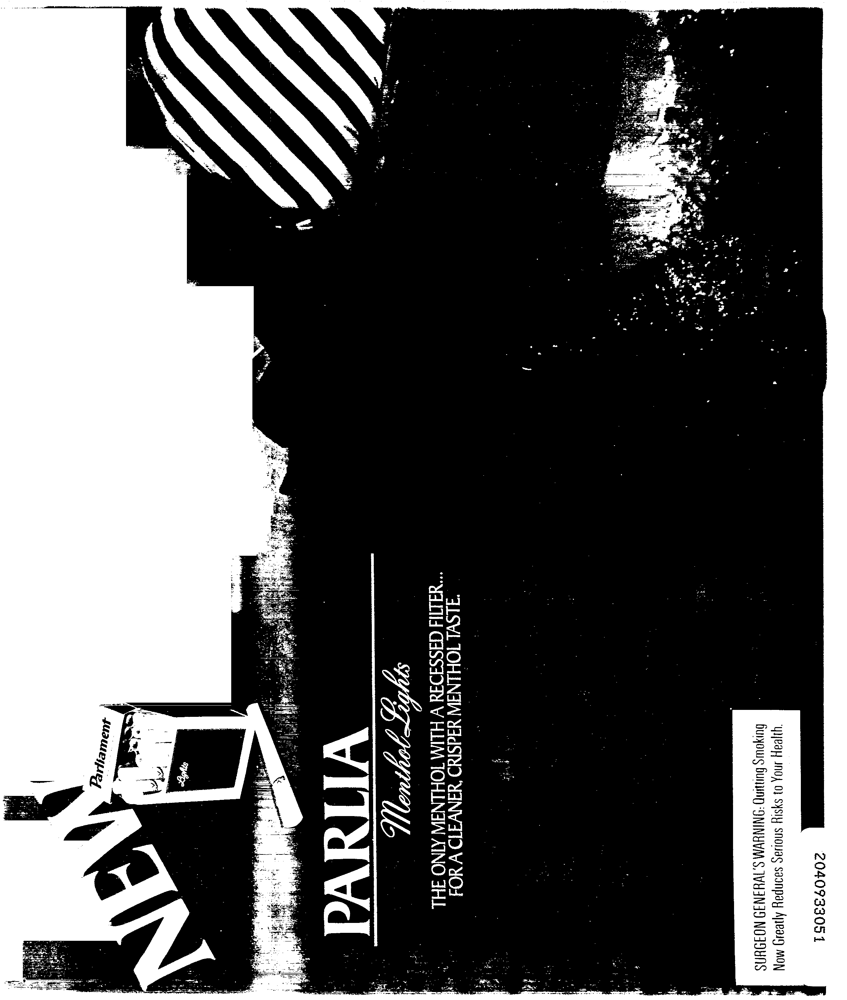 NEW
Parliament
Lights
PARLIA
Menthol Lights
THE ONLY MENTHOL WITH A RECESSED FILTER...
FOR A CLEANER, CRISPER MENTHOL TASTE.
SURGEON GENERAL'S WARNING: Quitting Smoking
Now Greatly Reduces Serious Risks to Your Health.
2040933051